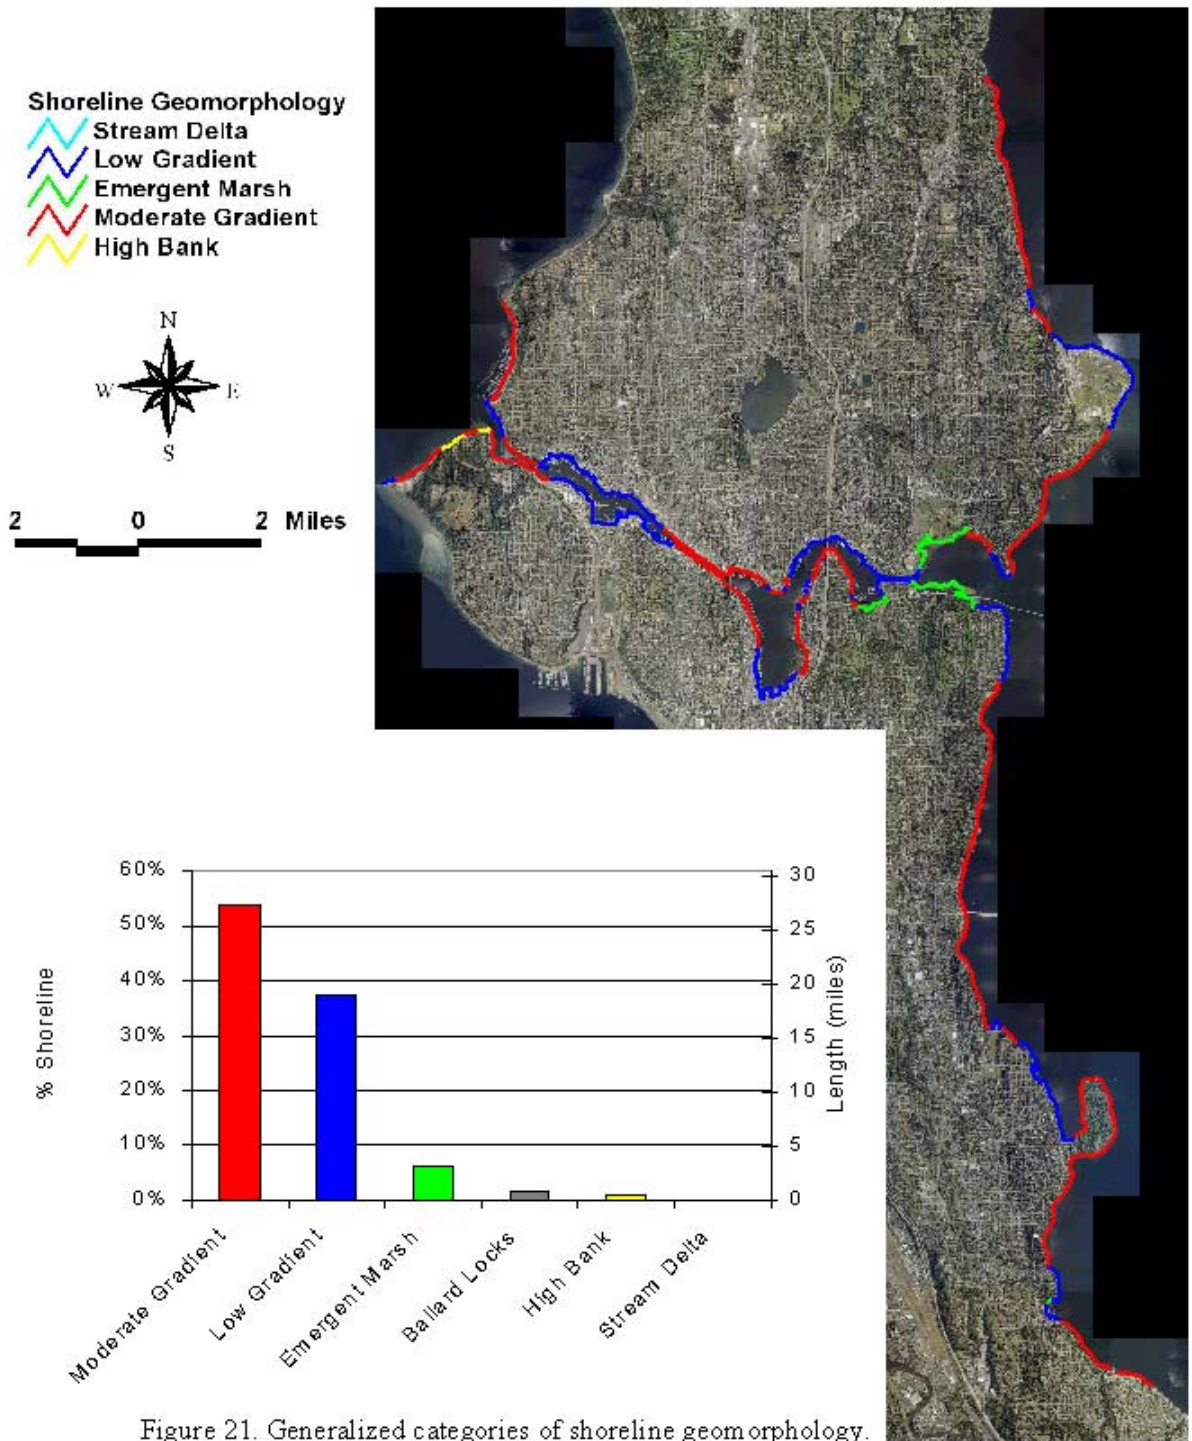 Shoreline Geomorphology
Stream Delta
Low Gradient
Emergent Marsh
Moderate Gradient
High Bank
N
W E
S
2 0 2 Miles
60%
50%
40%
30%
20%
10%
0%
% Shoreline
30
25
20
15
10
5
0
Length (miles)
Moderate Gradient
Low Gradient
Emergent Marsh
Ballard Locks
High Bank
Stream Delta
Figure 21. Generalized categories of shoreline geomorphology.